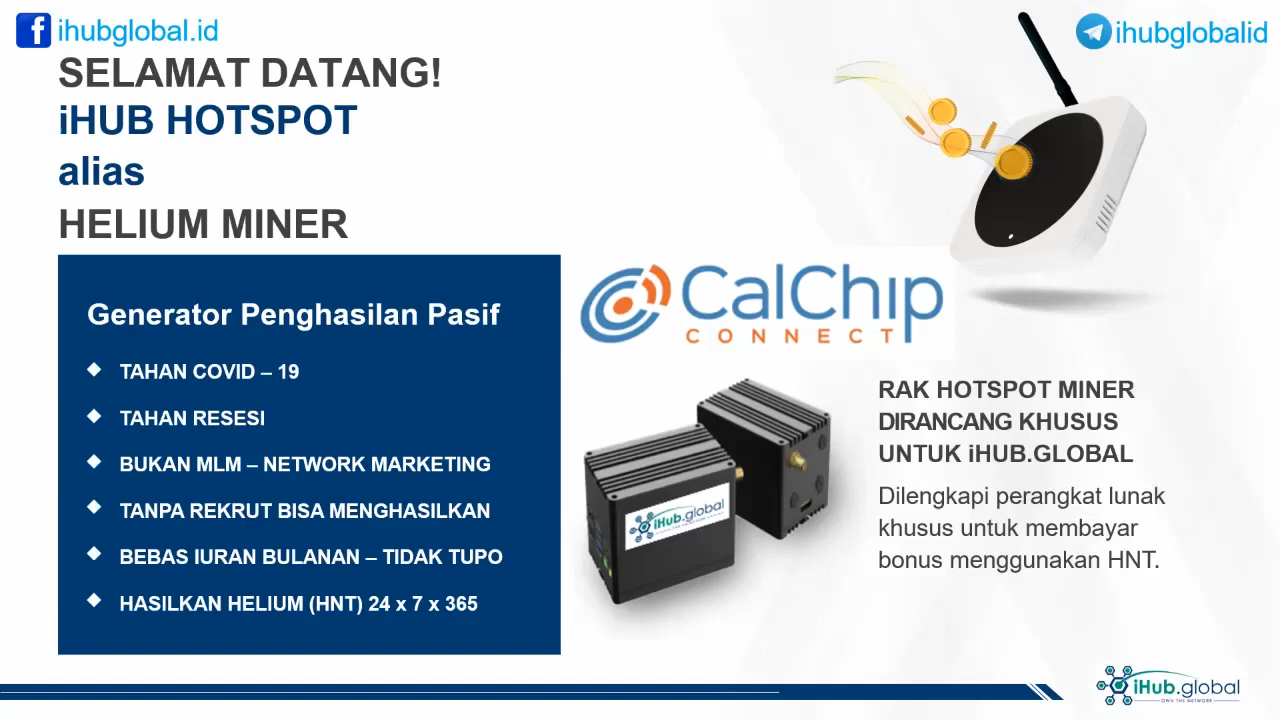 ihubglobal.id
ihubglobalid
SELAMAT DATANG!
iHUB HOTSPOT
alias
HELIUM MINER
Generator Penghasilan Pasif
TAHAN COVID – 19
TAHAN RESESI
BUKAN MLM – NETWORK MARKETING
TANPA REKRUT BISA MENGHASILKAN
BEBAS IURAN BULANAN – TIDAK TUPO
HASILKAN HELIUM (HNT) 24 x 7 x 365
CalChip
CONNECT
iHub.global
RAK HOTSPOT MINER
DIRANCANG KHUSUS
UNTUK iHUB.GLOBAL
Dilengkapi perangkat lunak
khusus untuk membayar
bonus menggunakan HNT.
iHub.global
OWN THE NETWORK